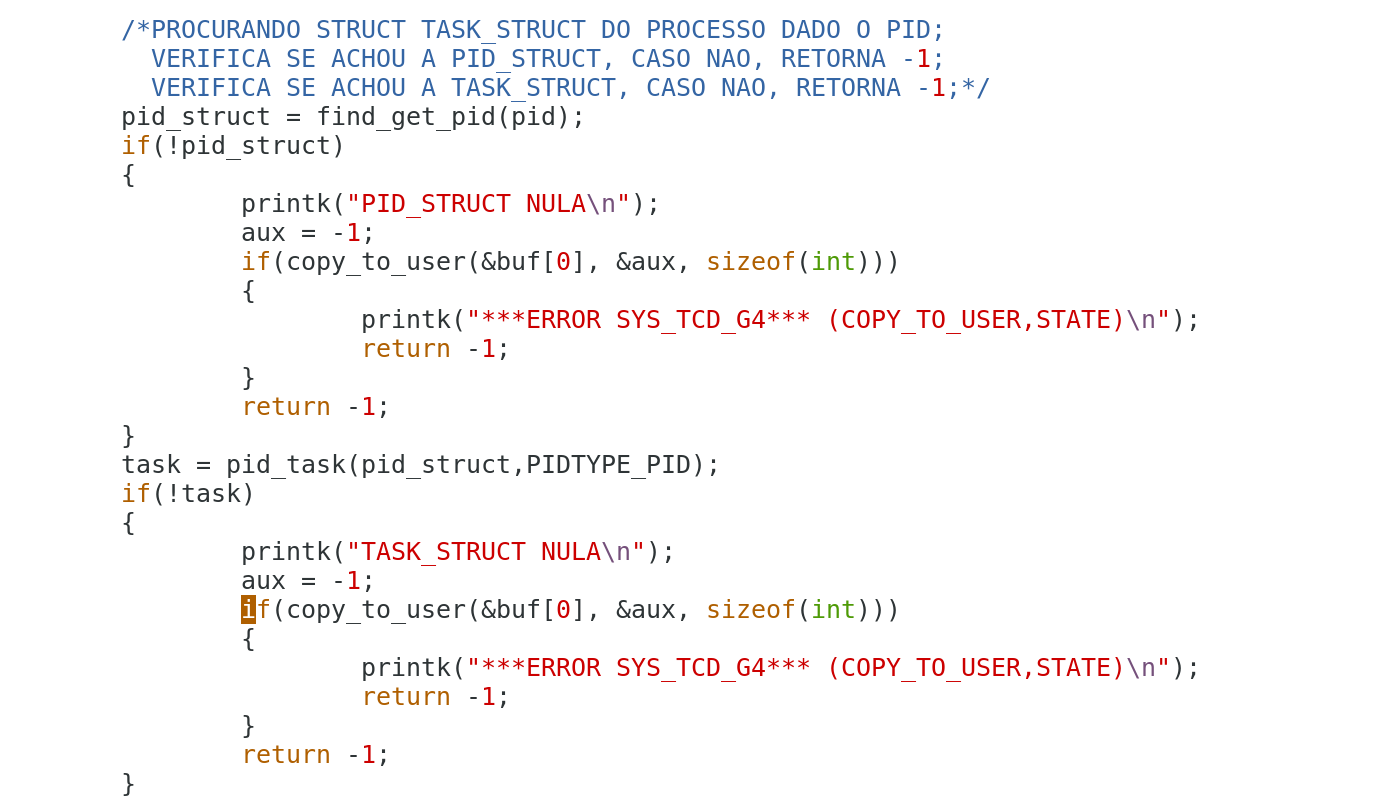 /*PROCURANDO STRUCT TASK_STRUCT DO PROCESSO DADO O PID;
  VERIFICA SE ACHOU A PID_STRUCT, CASO NAO, RETORNA -1;
  VERIFICA SE ACHOU A TASK_STRUCT, CASO NAO, RETORNA -1;*/
pid_struct = find_get_pid(pid);
if(!pid_struct)
{
        printk("PID_STRUCT NULA\n");
        aux = -1;
        if(copy_to_user(&buf[0], &aux, sizeof(int)))
        {
                printk("***ERROR SYS_TCD_G4*** (COPY_TO_USER,STATE)\n");
                return -1;
        }
        return -1;
}
task = pid_task(pid_struct,PIDTYPE_PID);
if(!task)
{
        printk("TASK_STRUCT NULA\n");
        aux = -1;
        if(copy_to_user(&buf[0], &aux, sizeof(int)))
        {
                printk("***ERROR SYS_TCD_G4*** (COPY_TO_USER,STATE)\n");
                return -1;
        }
        return -1;
}